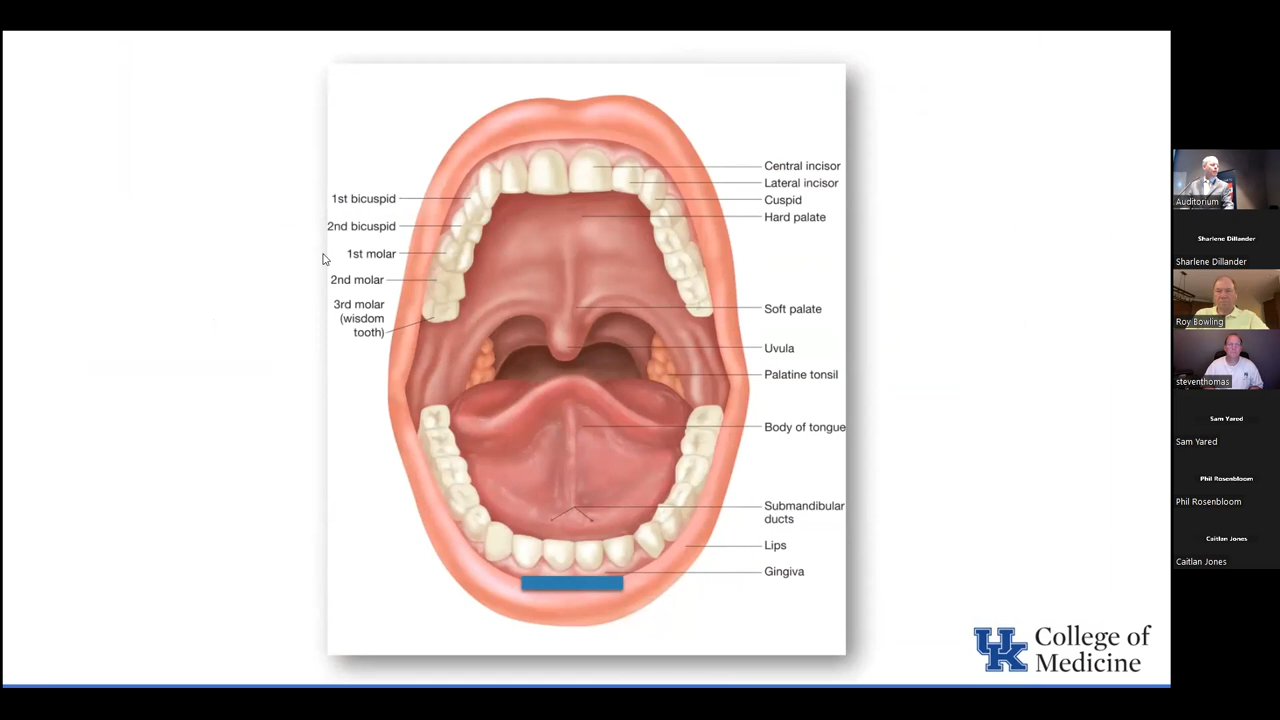 1st bicuspid
2nd bicuspid
1st molar
2nd molar
3rd molar
(wisdom
tooth)
Central incisor
Lateral incisor
Cuspid
Hard palate
Soft palate
Uvula
Palatine tonsil
Body of tongue
Submandibular
ducts
Lips
Gingiva
UK
College of
Medicine
Auditorium
Sharlene Dillander
Sharlene Dillander
Roy Bowling
steventhomas
Sam Yared
Sam Yared
Phil Rosenbloom
Phil Rosenbloom
Caitlan Jones
Caitlan Jones